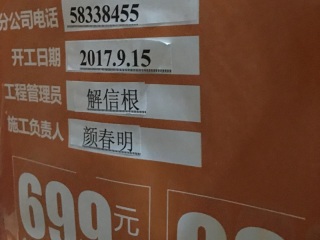 分公司电话 58338455
开工日期 2017.9.15
工程管理员 解信根
施工负责人 颜春明
699元